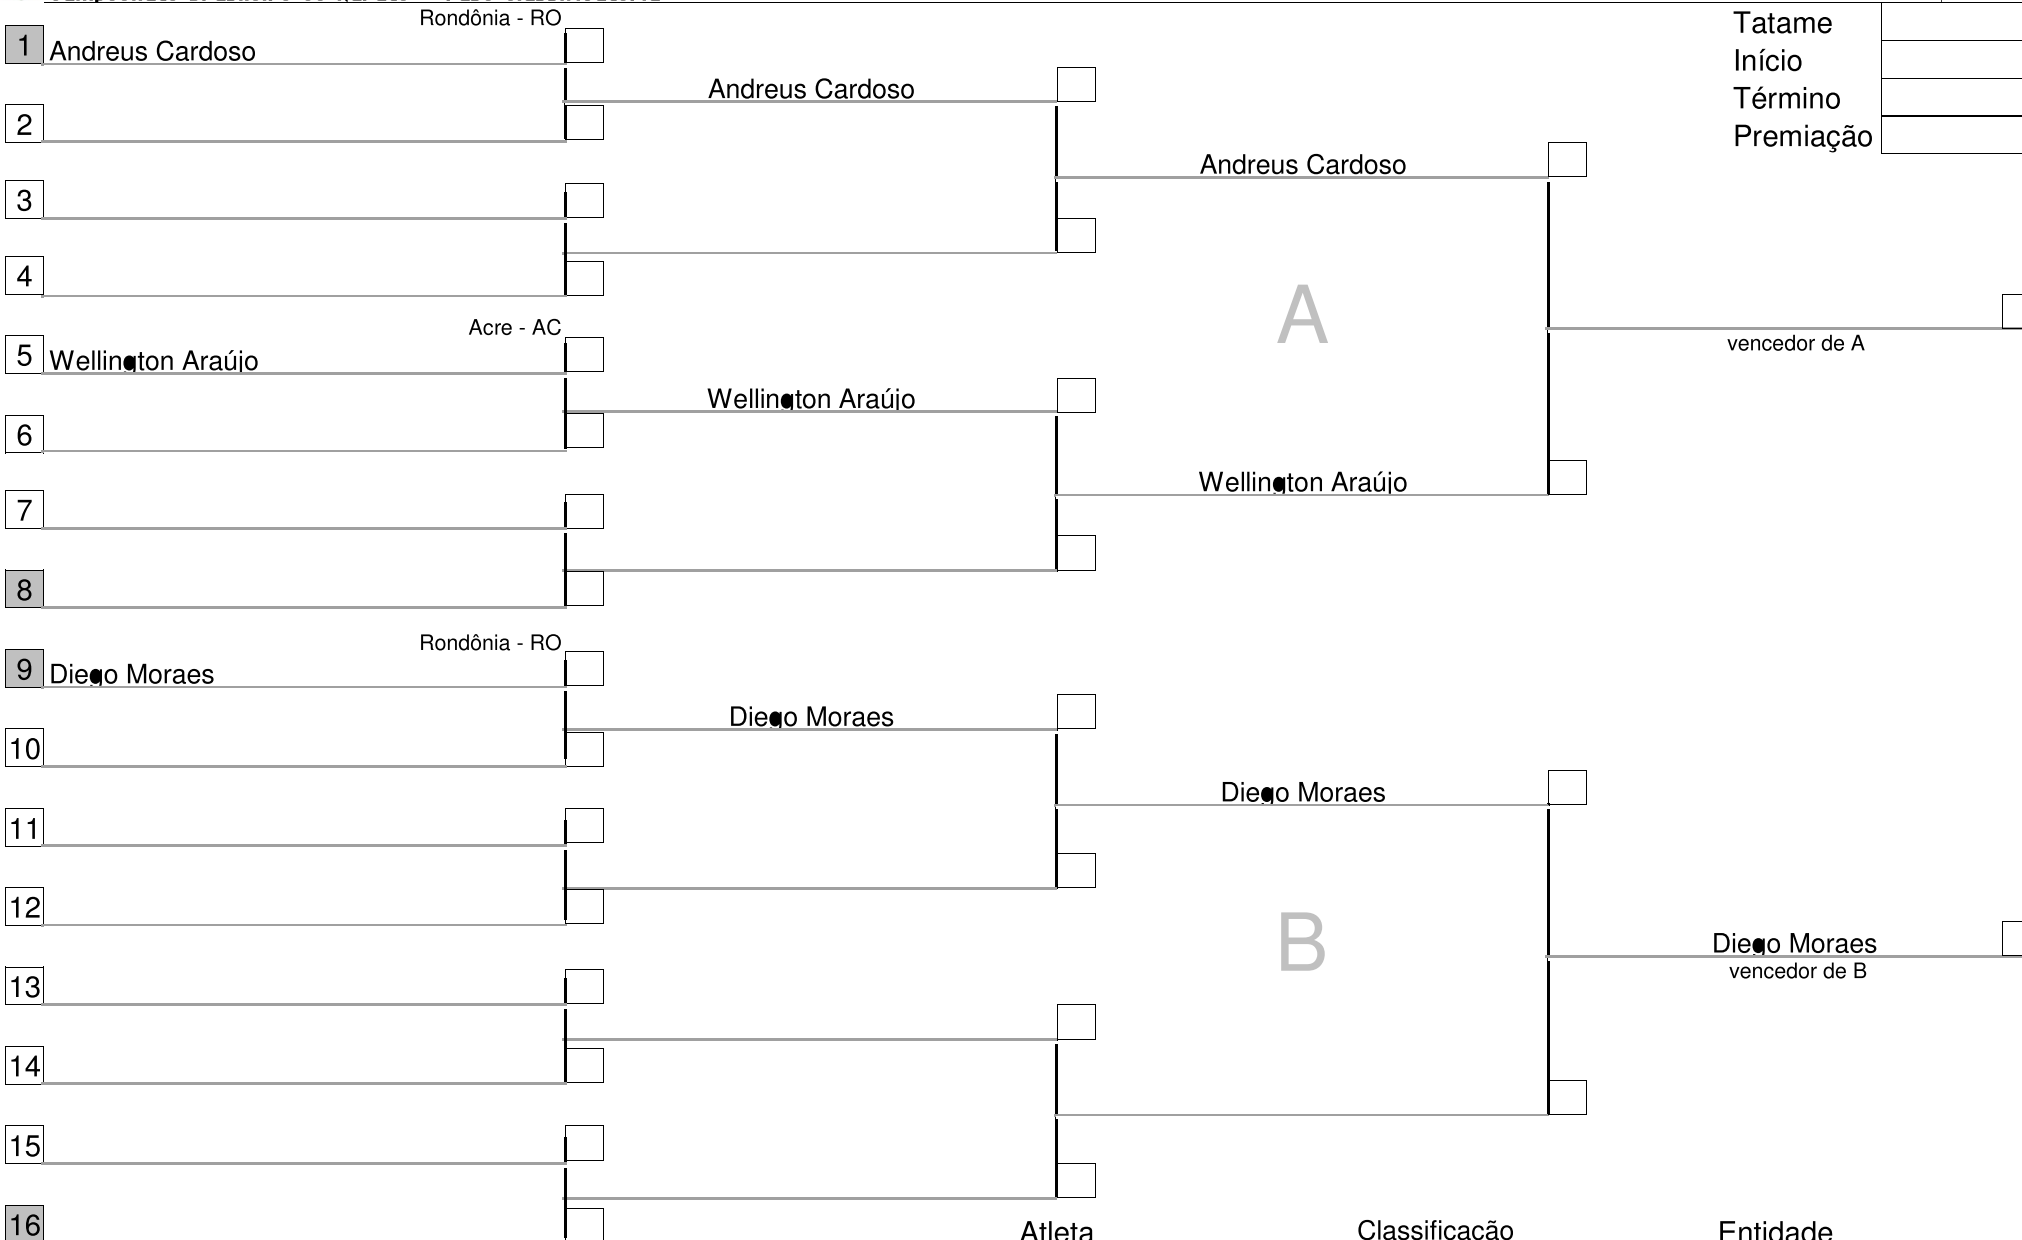 Rondônia - RO
1 Andreus Cardoso
Tatame
Início
Término
Premiação
Andreus Cardoso
2
Andreus Cardoso
3
4
A
Acre - AC
5 Wellington Araújo
vencedor de A
Wellington Araújo
6
Wellington Araújo
7
8
Rondônia - RO
9 Diego Moraes
Diego Moraes
10
Diego Moraes
11
12
B
Diego Moraes
vencedor de B
13
14
15
16
Atleta Classificação Entidade